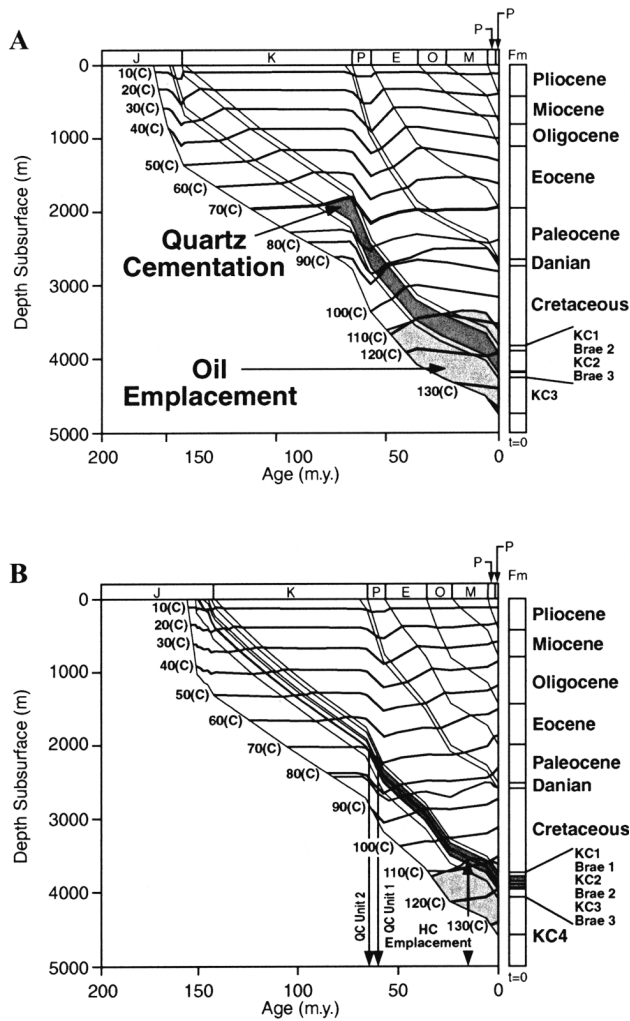 A
P
P
J
K
P
E
O
M
Fm
0
10(C)
Pliocene
20(C)
30(C)
Miocene
40(C)
1000
Oligocene
50(C)
60(C)
Eocene
70(C)
2000
Quartz
Cementation
80(C)
90(C)
Paleocene
Danian
3000
100(C)
Cretaceous
110(C)
KC1
120(C)
Brae 2
KC2
Brae 3
4000
Oil
Emplacement
130(C)
KC3
5000
Depth Subsurface (m)
200
150
100
50
0
t=0
Age (m.y.)
B
P
P
J
K
P
E
O
M
Fm
0
10(C)
Pliocene
20(C)
30(C)
Miocene
40(C)
1000
Oligocene
50(C)
60(C)
Eocene
70(C)
2000
80(C)
Paleocene
Danian
90(C)
3000
100(C)
Cretaceous
KC1
110(C)
Brae 1
KC2
120(C)
Brae 2
KC3
Brae 3
4000
QC Unit 2
QC Unit 1
130(C)
HC
Emplacement
KC4
5000
Depth Subsurface (m)
200
150
100
50
0
t=0
Age (m.y.)